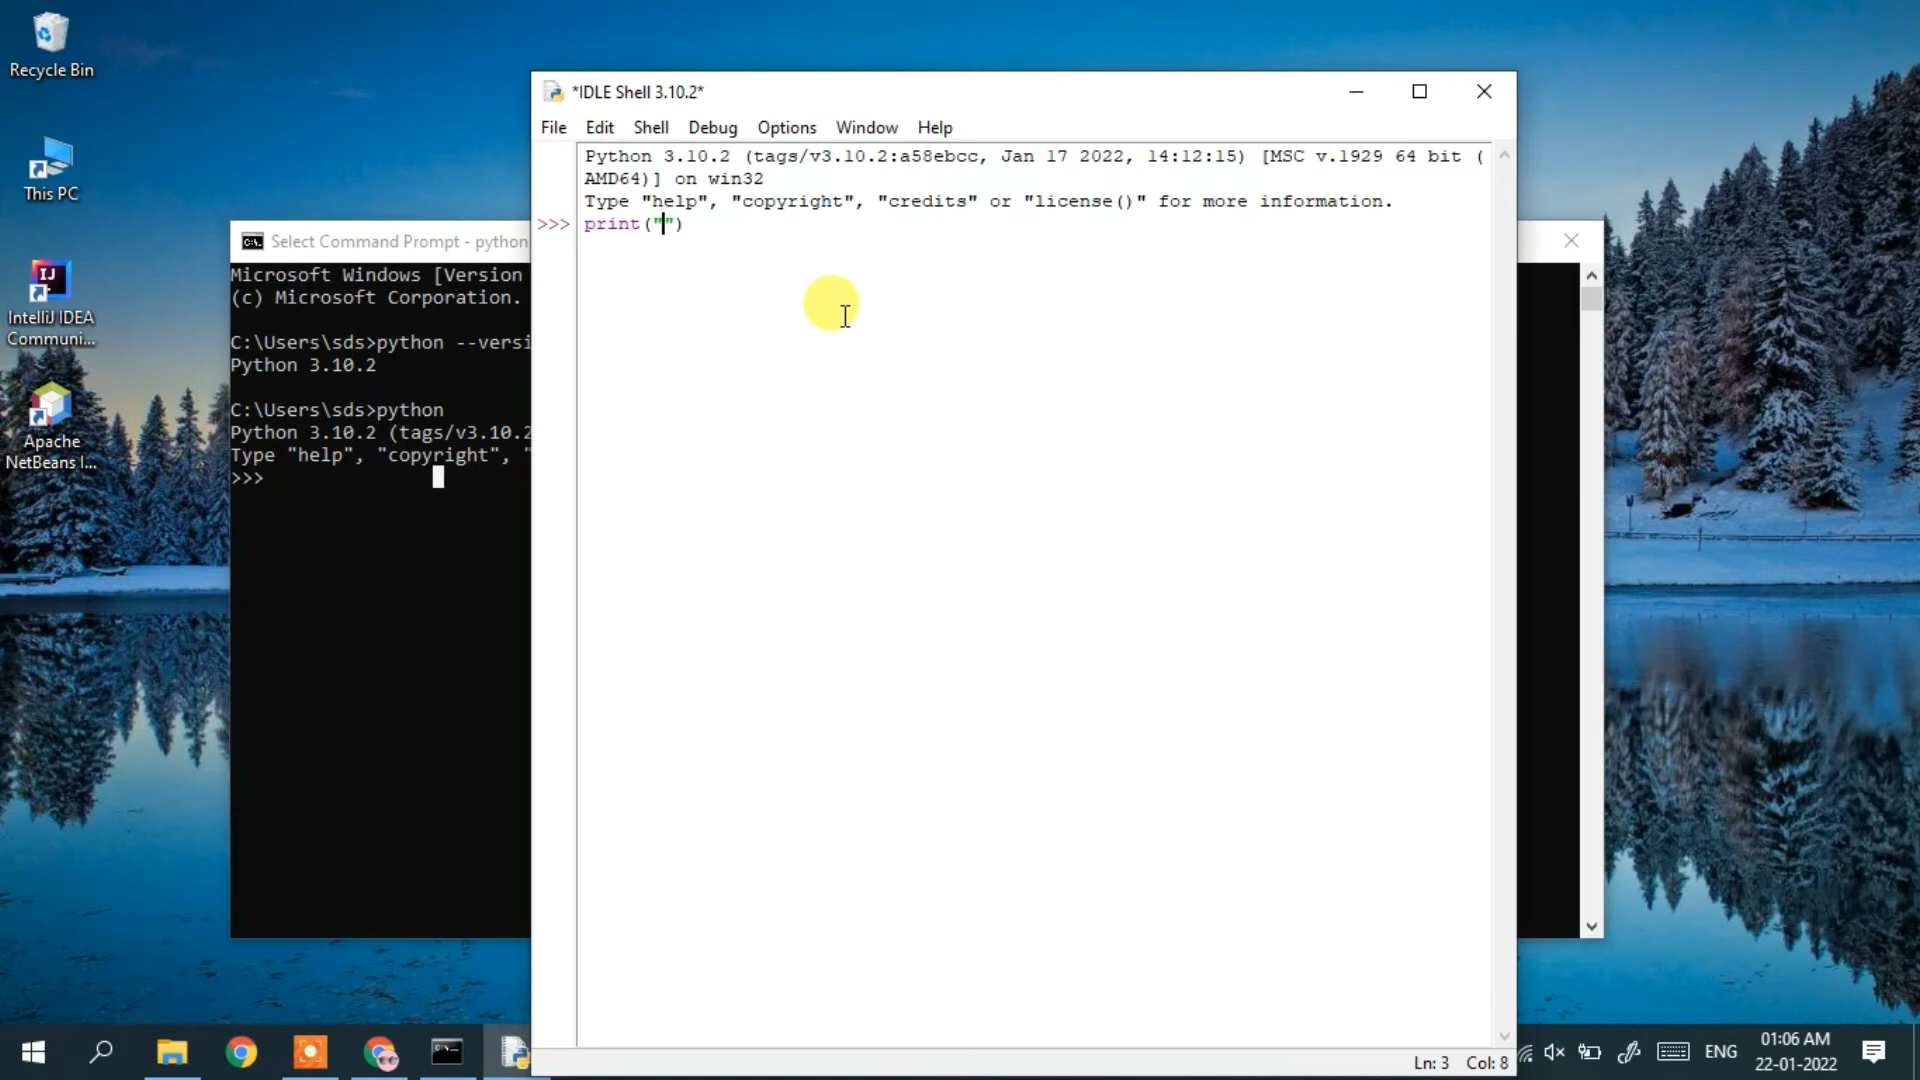 Recycle Bin
This PC
IntelliJ IDEA
Communi...
Apache
NetBeans I...
Select Command Prompt - python
Microsoft Windows [Version
(c) Microsoft Corporation.
C:\Users\sds>python --versi
Python 3.10.2
C:\Users\sds>python
Python 3.10.2 (tags/v3.10.2
Type "help", "copyright", "
>>>
*IDLE Shell 3.10.2*
File Edit Shell Debug Options Window Help
Python 3.10.2 (tags/v3.10.2:a58ebcc, Jan 17 2022, 14:12:15) [MSC v.1929 64 bit (
AMD64)] on win32
Type "help", "copyright", "credits" or "license()" for more information.
>>> print("")
Ln: 3 Col: 8
ENG
01:06 AM
22-01-2022